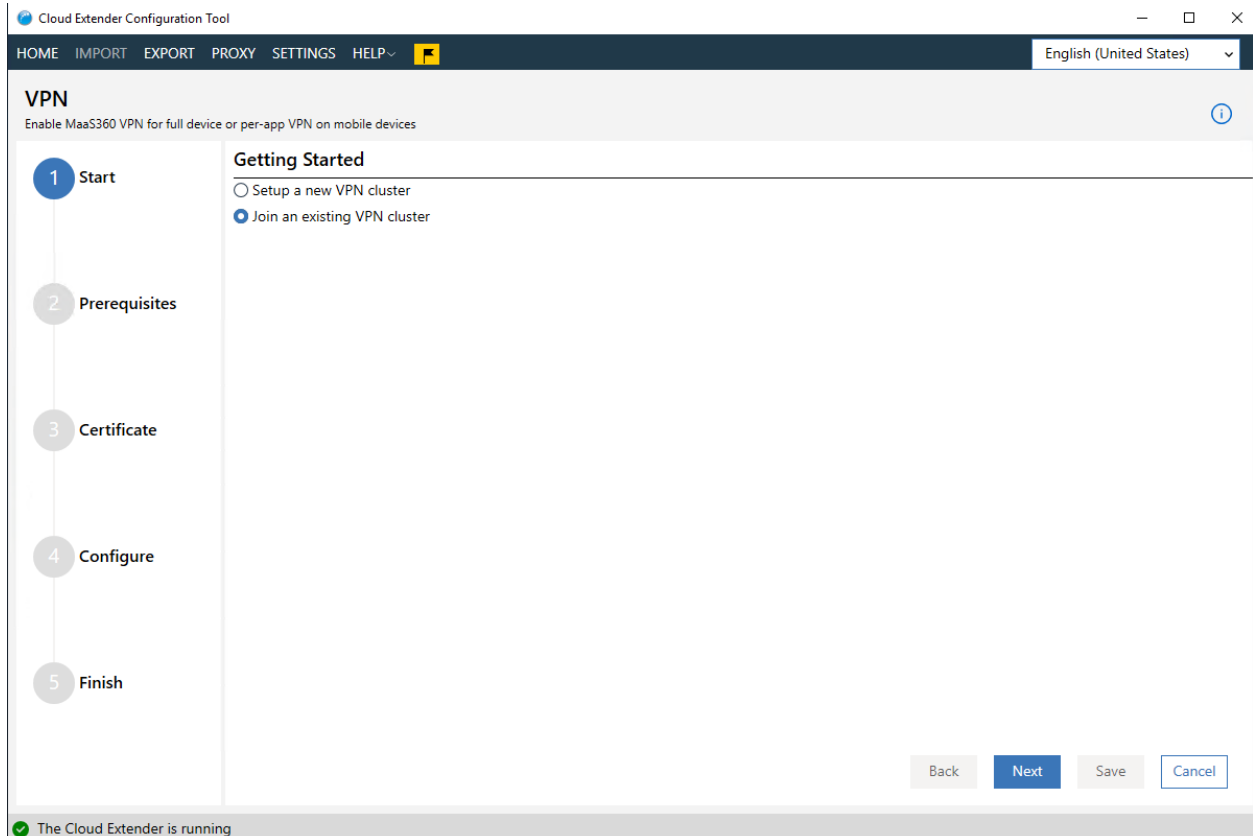 Cloud Extender Configuration Tool
HOME IMPORT EXPORT PROXY SETTINGS HELP
English (United States)
VPN
Enable MaaS360 VPN for full device or per-app VPN on mobile devices
1 Start
2 Prerequisites
3 Certificate
4 Configure
5 Finish
Getting Started
Setup a new VPN cluster
Join an existing VPN cluster
Back Next Save Cancel
The Cloud Extender is running